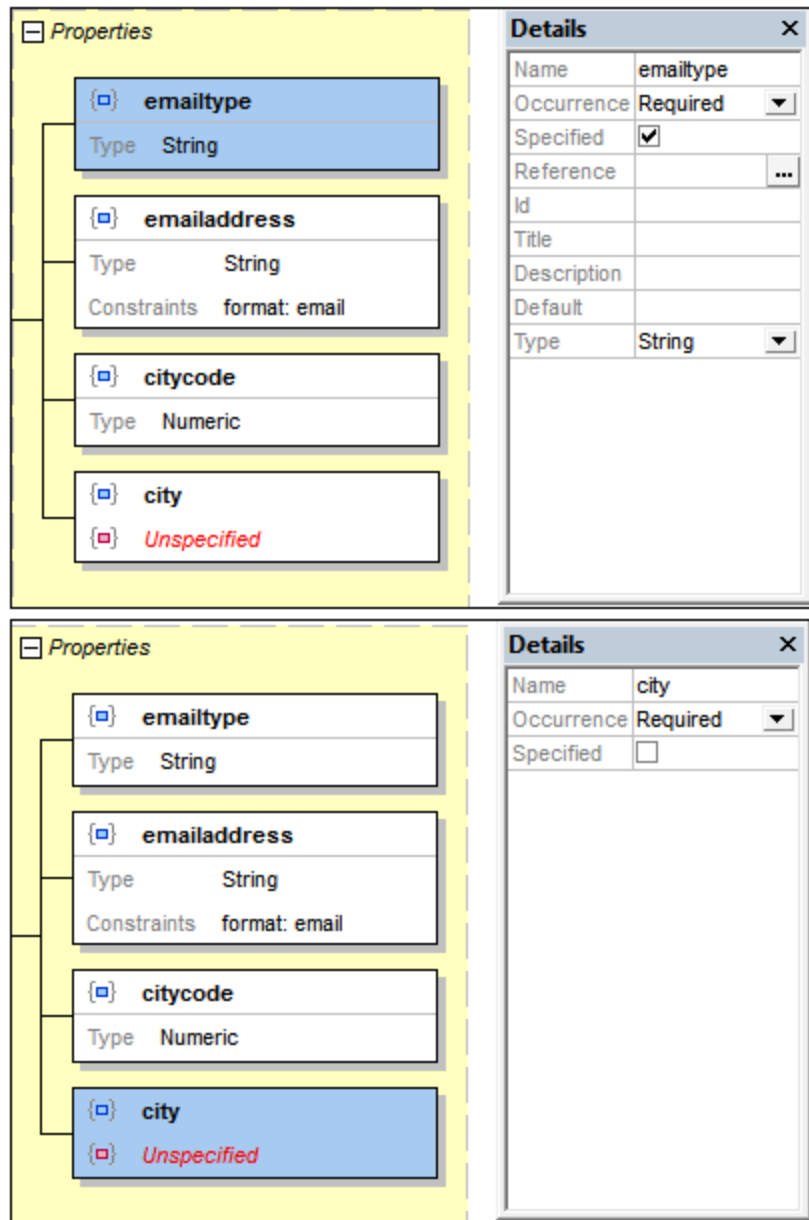 Properties
emailtype
Type String
emailaddress
Type String
Constraints format: email
citycode
Type Numeric
city
Unspecified
Details
Name emailtype
Occurrence Required
Specified
Reference ...
Id
Title
Description
Default
Type String
Properties
emailtype
Type String
emailaddress
Type String
Constraints format: email
citycode
Type Numeric
city
Unspecified
Details
Name city
Occurrence Required
Specified